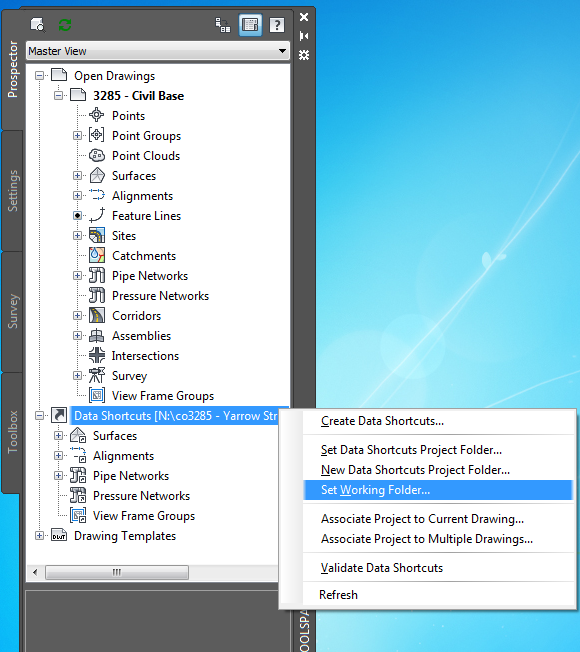 Prospector
Settings
Survey
Toolbox
?
Master View
Open Drawings
3285 - Civil Base
Points
Point Groups
Point Clouds
Surfaces
Alignments
Feature Lines
Sites
Catchments
Pipe Networks
Pressure Networks
Corridors
Assemblies
Intersections
Survey
View Frame Groups
Data Shortcuts [N:\co3285 - Yarrow Str
Surfaces
Alignments
Pipe Networks
Pressure Networks
View Frame Groups
DWT Drawing Templates
Create Data Shortcuts...
Set Data Shortcuts Project Folder...
New Data Shortcuts Project Folder...
Set Working Folder...
Associate Project to Current Drawing...
Associate Project to Multiple Drawings...
Validate Data Shortcuts
Refresh
OOLSPA